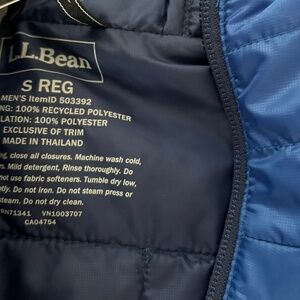 L.L.Bean
S REG
MEN'S ItemID 503392
NG: 100% RECYCLED POLYESTER
LATION: 100% POLYESTER
EXCLUSIVE OF TRIM
MADE IN THAILAND
ng, close all closures. Machine wash cold,
rs. Mild detergent, Rinse thoroughly. Do
not use fabric softeners. Tumble dry low,
tly. Do not iron. Do not steam press or
steam. Do not dry clean.
RN71341 VN1003707
CA04754